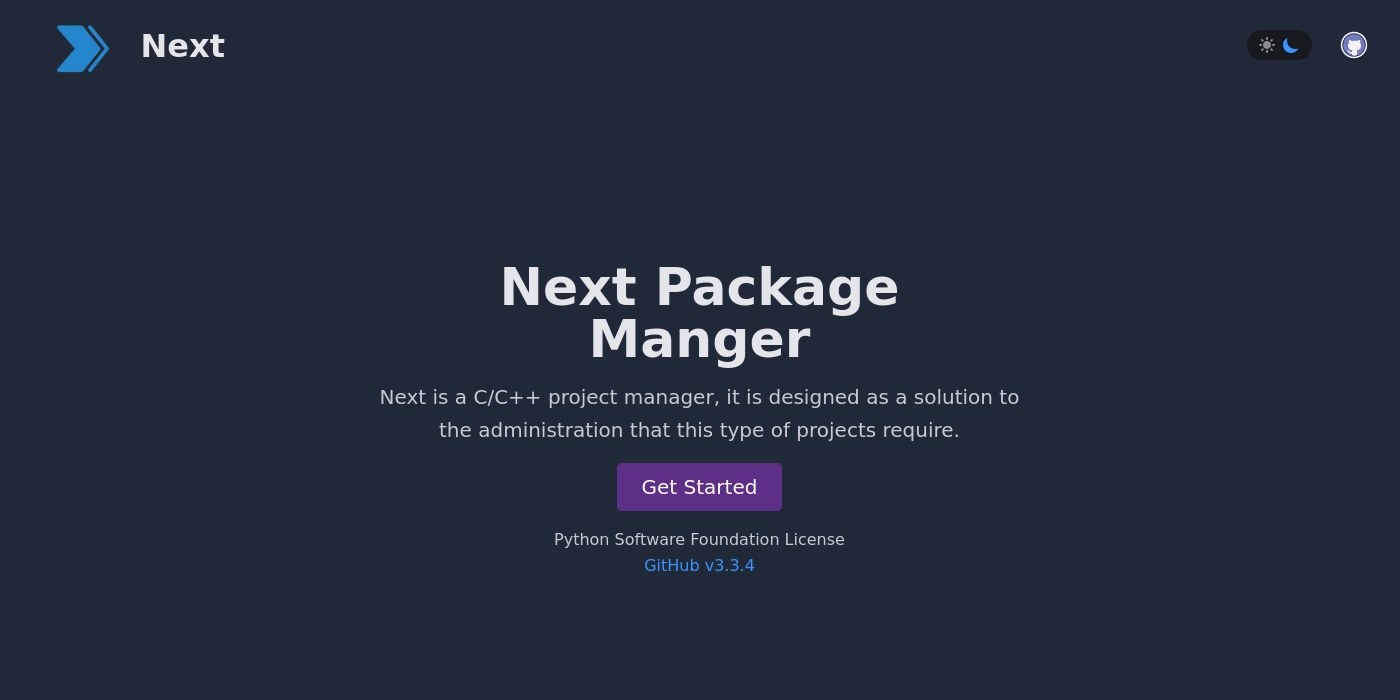 Next
Next Package
Manger
Next is a C/C++ project manager, it is designed as a solution to
the administration that this type of projects require.
Get Started
Python Software Foundation License
GitHub v3.3.4